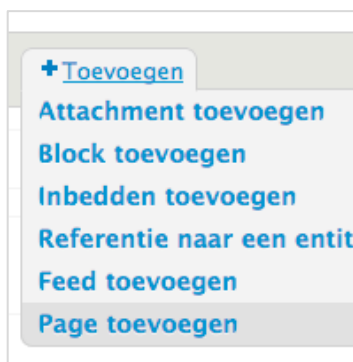 +Toevoegen
Attachment toevoegen
Block toevoegen
Inbedden toevoegen
Referentie naar een entit
Feed toevoegen
Page toevoegen